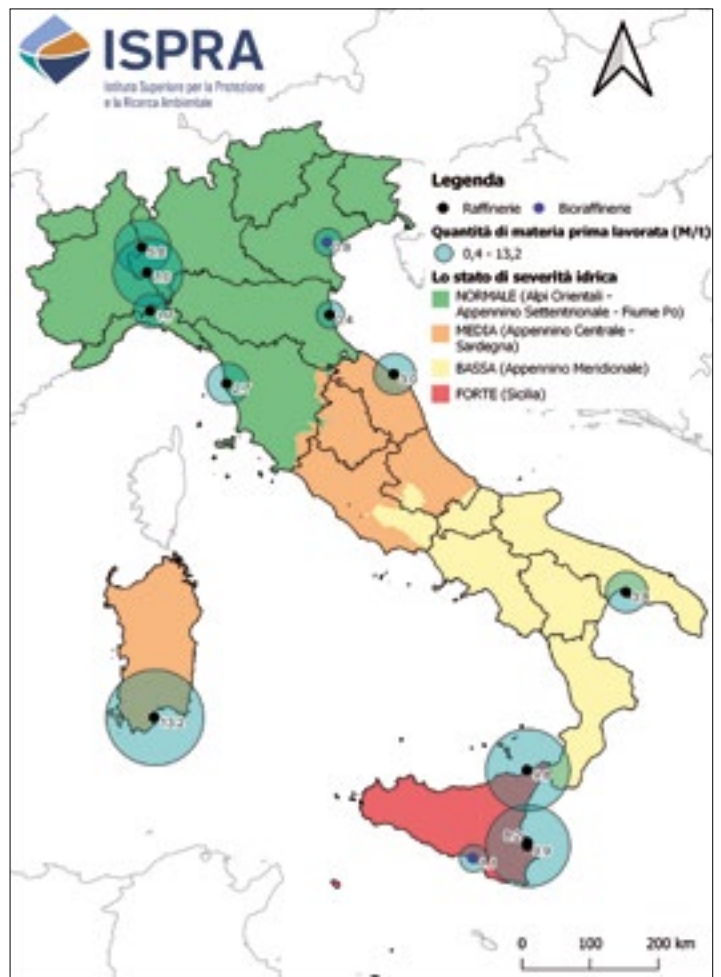 ISPRA
Istituto Superiore per la Protezione
e la Ricerca Ambientale
Legenda
Raffinerie
Bioraffinerie
Quantità di materia prima lavorata (M/t)
0,4 - 13,2
Lo stato di severità idrica
NORMALE (Alpi Orientali -
Appennino Settentrionale - Fiume Po)
MEDIA (Appennino Centrale -
Sardegna)
BASSA (Appennino Meridionale)
FORTE (Sicilia)
13,2
0
100
200 km